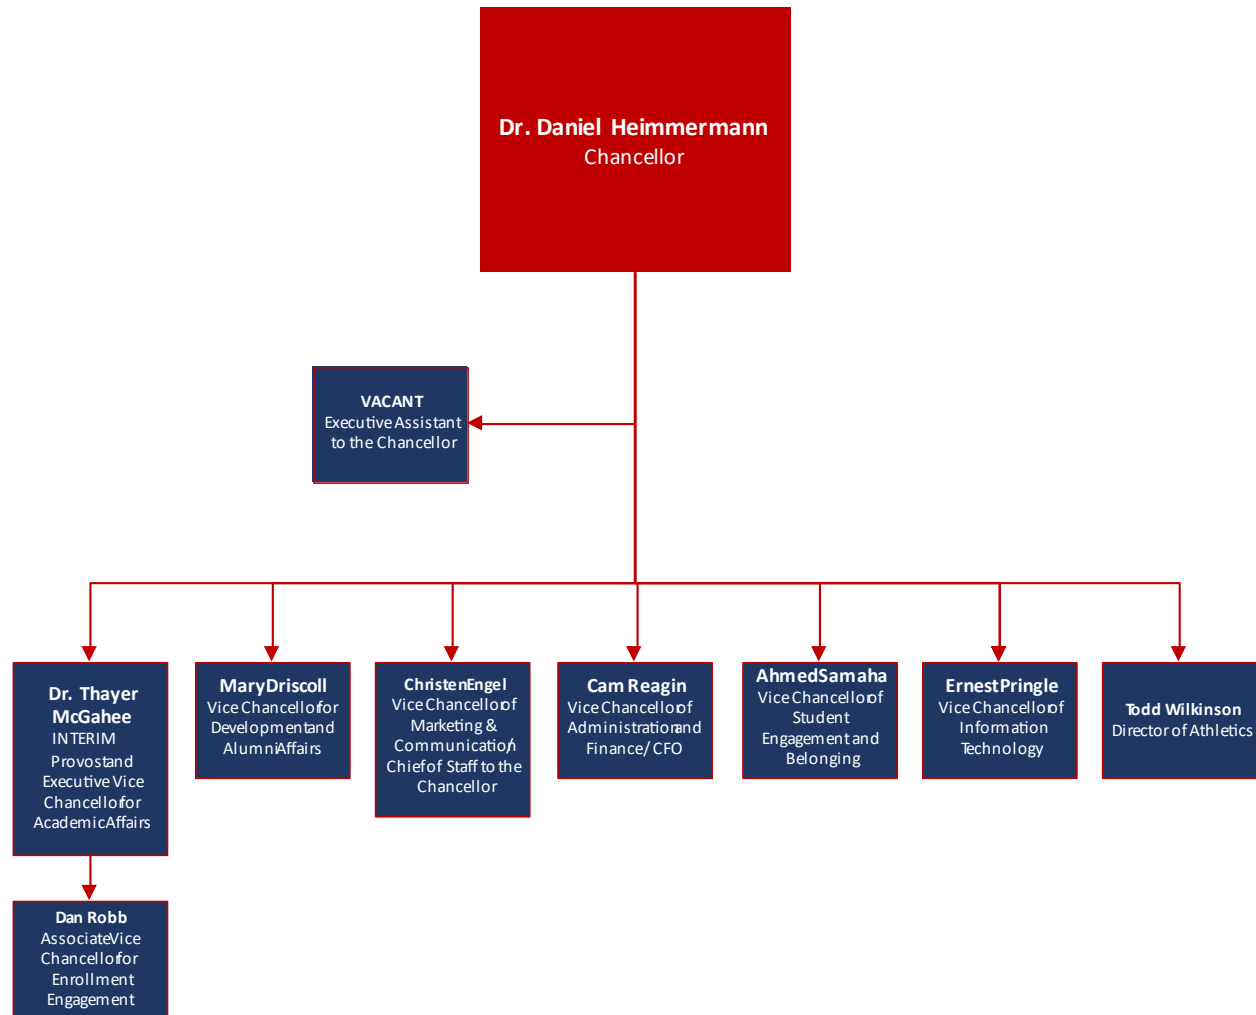 Dr. Daniel Heimmermann
Chancellor
VACANT
Executive Assistant
to the Chancellor
Dr. Thayer
McGahee
INTERIM
Provost and
Executive Vice
Chancellor for
Academic Affairs
Mary Driscoll
Vice Chancellor for
Development and
Alumni Affairs
Christen Engel
Vice Chancellor of
Marketing &
Communication/
Chief of Staff to the
Chancellor
Cam Reagin
Vice Chancellor of
Administration and
Finance/ CFO
Ahmed Samaha
Vice Chancellor of
Student
Engagement and
Belonging
Ernest Pringle
Vice Chancellor of
Information
Technology
Todd Wilkinson
Director of Athletics
Dan Robb
Associate Vice
Chancellor for
Enrollment
Engagement